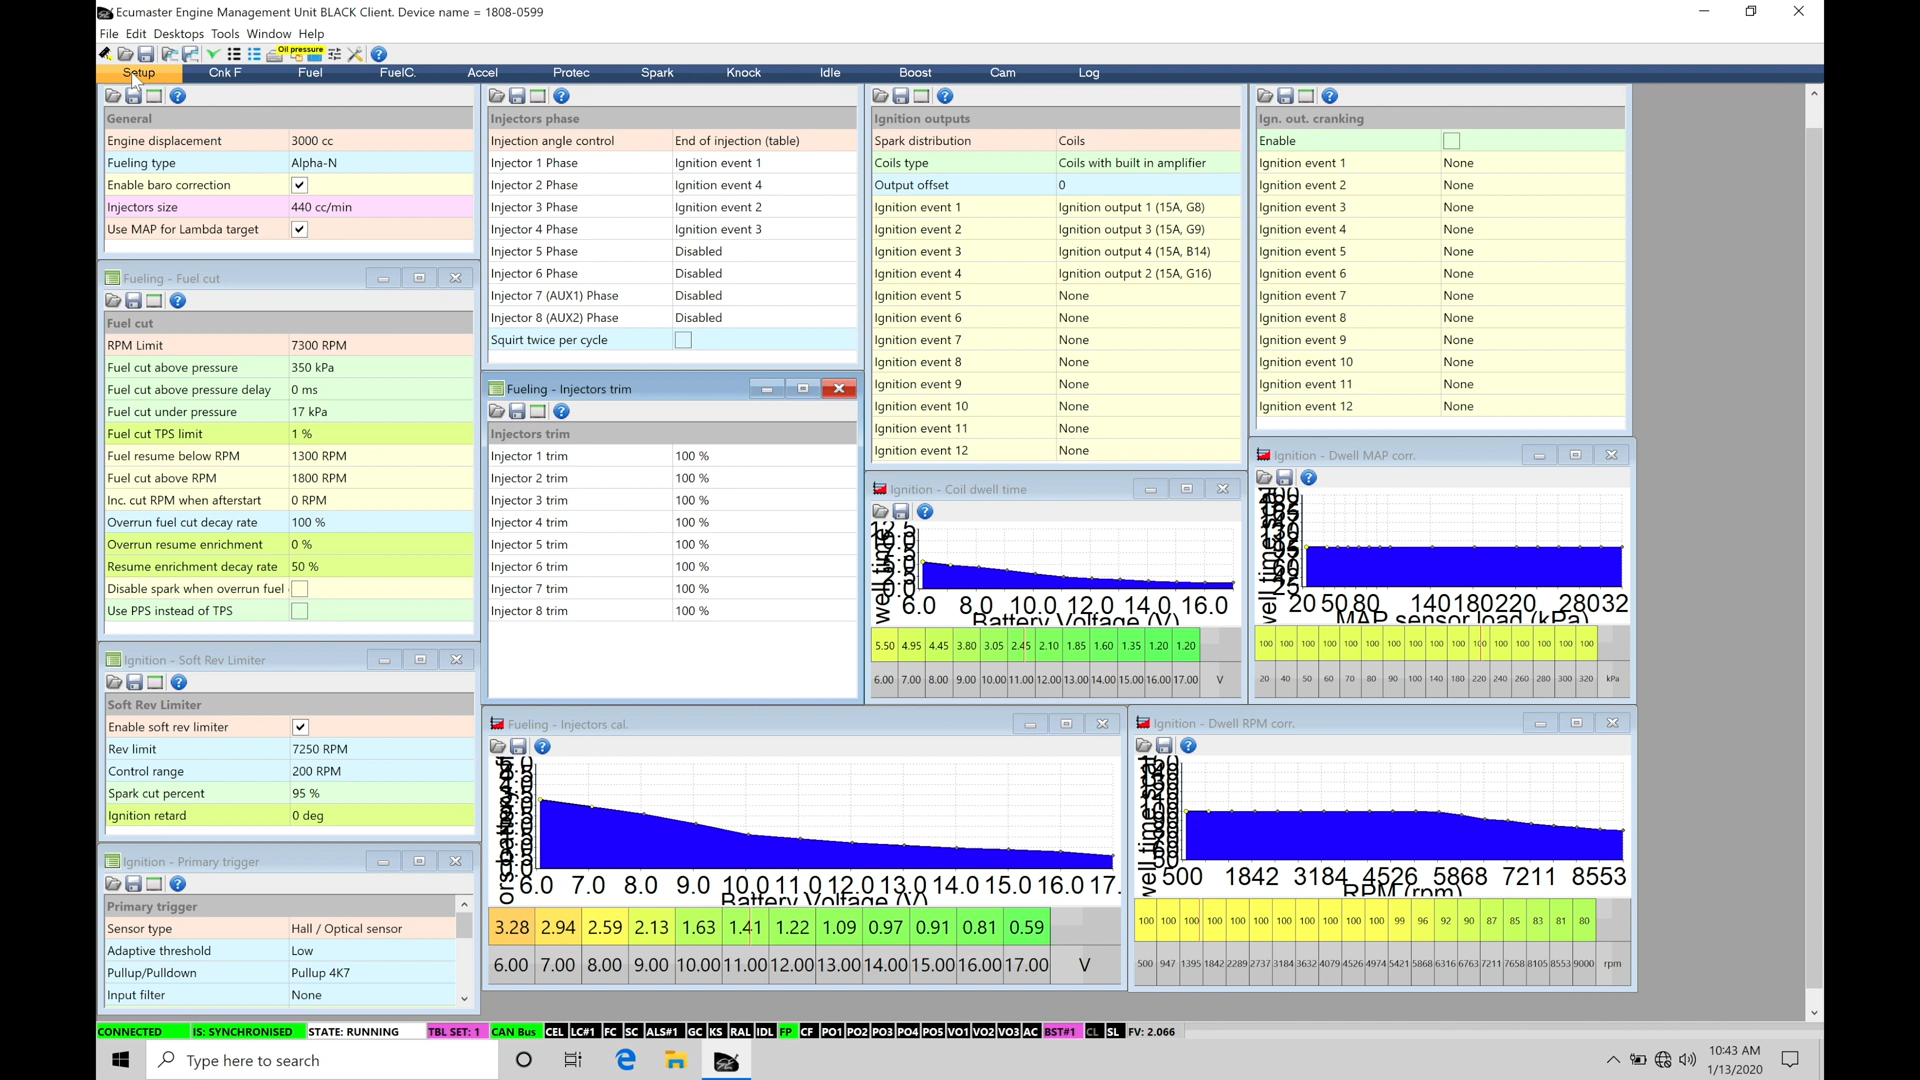 Ecumaster Engine Management Unit BLACK Client. Device name = 1808-0599
File Edit Desktops Tools Window Help
Oil pressure
Setup Cnk F Fuel FuelC. Accel Protec Spark Knock Idle Boost Cam Log
General
Engine displacement 3000 cc
Fueling type Alpha-N
Enable baro correction
Injectors size 440 cc/min
Use MAP for Lambda target
Fueling - Fuel cut
Fuel cut
RPM Limit 7300 RPM
Fuel cut above pressure 350 kPa
Fuel cut above pressure delay 0 ms
Fuel cut under pressure 17 kPa
Fuel cut TPS limit 1 %
Fuel resume below RPM 1300 RPM
Fuel cut above RPM 1800 RPM
Inc. cut RPM when afterstart 0 RPM
Overrun fuel cut decay rate 100 %
Overrun resume enrichment 0 %
Resume enrichment decay rate 50 %
Disable spark when overrun fuel
Use PPS instead of TPS
Ignition - Soft Rev Limiter
Soft Rev Limiter
Enable soft rev limiter
Rev limit 7250 RPM
Control range 200 RPM
Spark cut percent 95 %
Ignition retard 0 deg
Ignition - Primary trigger
Primary trigger
Sensor type Hall / Optical sensor
Adaptive threshold Low
Pullup/Pulldown Pullup 4K7
Input filter None
Injectors phase
Injection angle control End of injection (table)
Injector 1 Phase Ignition event 1
Injector 2 Phase Ignition event 4
Injector 3 Phase Ignition event 2
Injector 4 Phase Ignition event 3
Injector 5 Phase Disabled
Injector 6 Phase Disabled
Injector 7 (AUX1) Phase Disabled
Injector 8 (AUX2) Phase Disabled
Squirt twice per cycle
Fueling - Injectors trim
Injectors trim
Injector 1 trim 100 %
Injector 2 trim 100 %
Injector 3 trim 100 %
Injector 4 trim 100 %
Injector 5 trim 100 %
Injector 6 trim 100 %
Injector 7 trim 100 %
Injector 8 trim 100 %
Ignition outputs
Spark distribution Coils
Coils type Coils with built in amplifier
Output offset 0
Ignition event 1 Ignition output 1 (15A, G8)
Ignition event 2 Ignition output 3 (15A, G9)
Ignition event 3 Ignition output 4 (15A, B14)
Ignition event 4 Ignition output 2 (15A, G16)
Ignition event 5 None
Ignition event 6 None
Ignition event 7 None
Ignition event 8 None
Ignition event 9 None
Ignition event 10 None
Ignition event 11 None
Ignition event 12 None
Ign. out. cranking
Enable
Ignition event 1 None
Ignition event 2 None
Ignition event 3 None
Ignition event 4 None
Ignition event 5 None
Ignition event 6 None
Ignition event 7 None
Ignition event 8 None
Ignition event 9 None
Ignition event 10 None
Ignition event 11 None
Ignition event 12 None
Ignition - Coil dwell time
6.0 8.0 10.0 12.0 14.0 16.0
Battery Voltage (V)
5.50 4.95 4.45 3.80 3.05 2.45 2.10 1.85 1.60 1.35 1.20 1.20
6.00 7.00 8.00 9.00 10.00 11.00 12.00 13.00 14.00 15.00 16.00 17.00 V
Ignition - Dwell MAP corr.
20 50 80 140 180 220 280 32
MAP sensor load (kPa)
100 100 100 100 100 100 100 100 100 100 100 100 100 100 100 100
20 40 50 60 70 80 90 100 140 180 220 240 260 280 300 320 kPa
Fueling - Injectors cal.
6.0 7.0 8.0 9.0 10.0 11.0 12.0 13.0 14.0 15.0 16.0 17.
Battery Voltage (V)
3.28 2.94 2.59 2.13 1.63 1.41 1.22 1.09 0.97 0.91 0.81 0.59
6.00 7.00 8.00 9.00 10.00 11.00 12.00 13.00 14.00 15.00 16.00 17.00 V
Ignition - Dwell RPM corr.
500 1842 3184 4526 5868 7211 8553
RPM (rpm)
100 100 100 100 100 100 100 100 100 100 100 99 96 92 90 87 85 83 81 80
500 947 1395 1842 2289 2737 3184 3632 4079 4526 4974 5421 5868 6316 6763 7211 7658 8105 8553 9000 rpm
CONNECTED IS: SYNCHRONISED STATE: RUNNING TBL SET: 1 CAN Bus CEL LC#1 FC SC ALS#1 GC KS RAL IDL FP CF PO1 PO2 PO3 PO4 PO5 VO1 VO2 VO3 AC BST#1 CL SL FV: 2.066
Type here to search
10:43 AM
1/13/2020